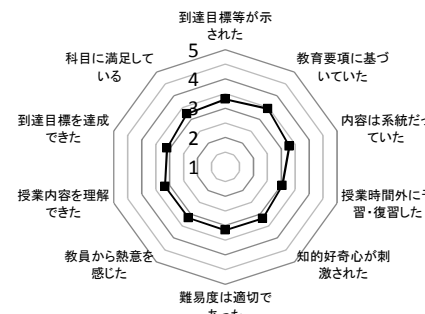 到達目標等が示
された
教育要項に基づ
いていた
内容は系統だっ
ていた
授業時間外に予
習・復習した
知的好奇心が刺
激された
難易度は適切で
あった
教員から熱意を
感じた
授業内容を理解
できた
到達目標を達成
できた
科目に満足して
いる
5
4
3
2
1